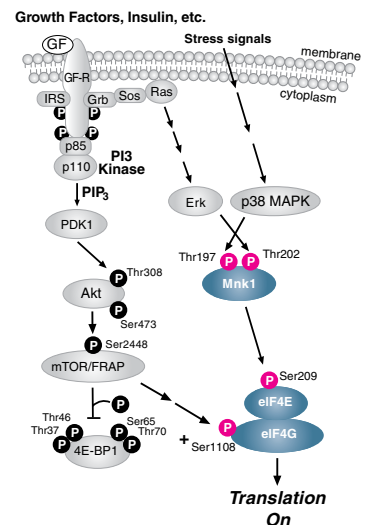 Growth Factors, Insulin, etc.
GF
Stress signals
membrane
GF-R
cytoplasm
IRS
Grb
Sos
Ras
P
P
P
P
p85
p110
PI3
Kinase
PIP3
Erk
p38 MAPK
PDK1
Thr197
P
P
Thr202
Mnk1
P
Thr308
Akt
P
Ser473
P
Ser2448
mTOR/FRAP
P
Ser209
eIF4E
P
Thr46
Thr37
P
P
Ser65
Thr70
P
P
4E-BP1
+
P
Ser1108
eIF4G
Translation
On